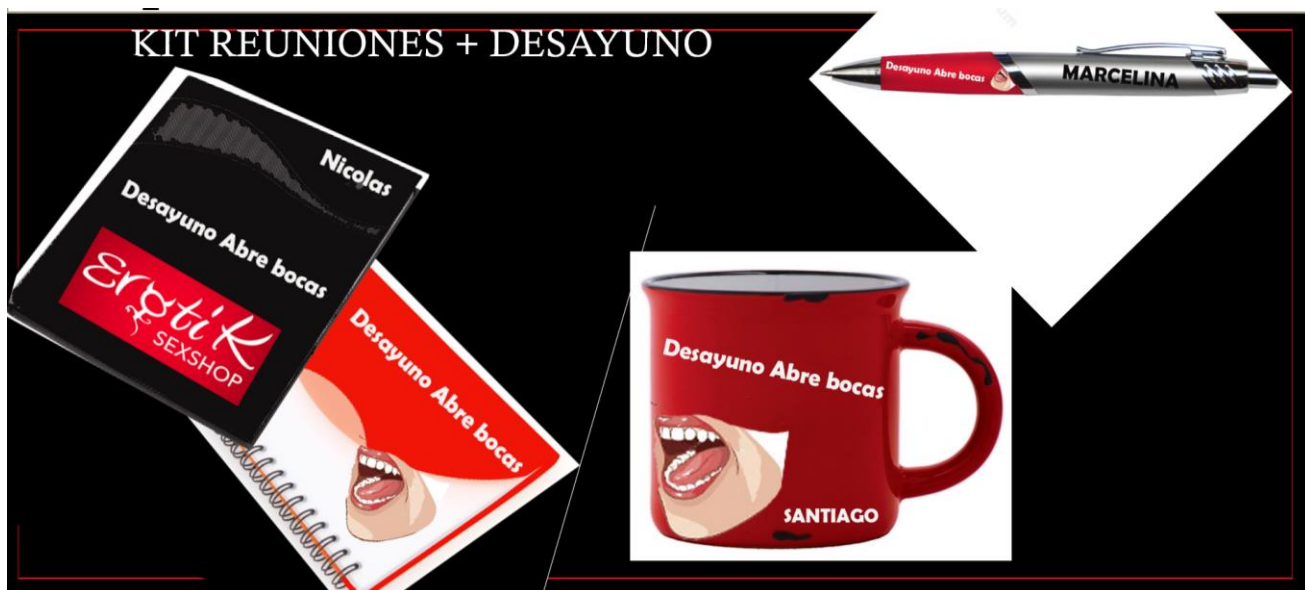 KIT REUNIONES + DESAYUNO
Desayuno Abre bocas
MARCELINA
Nicolas
Desayuno Abre bocas
Erotik
SEXSHOP
Desayuno Abre bocas
Desayuno Abre bocas
SANTIAGO